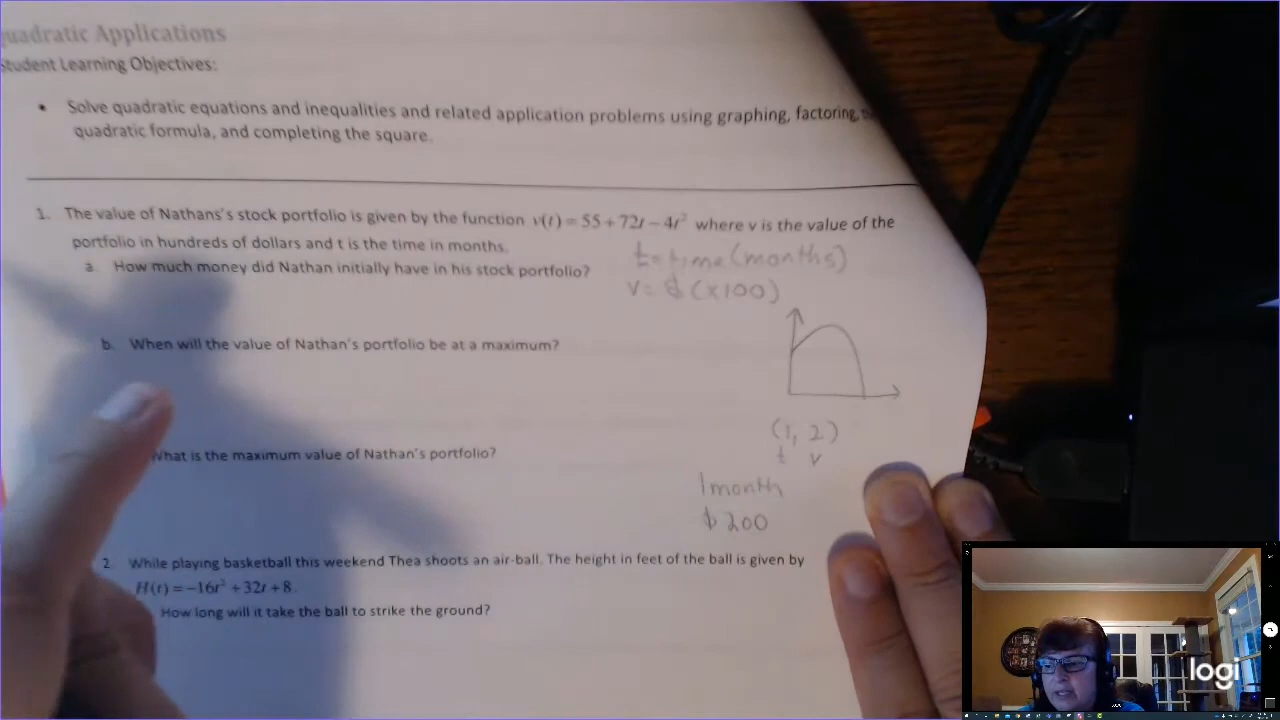 Quadratic Applications
Student Learning Objectives:
• Solve quadratic equations and inequalities and related application problems using graphing, factoring,
quadratic formula, and completing the square.
1. The value of Nathans's stock portfolio is given by the function v(t) = 55 + 72t − 4t² where v is the value of the
portfolio in hundreds of dollars and t is the time in months.
t = time (months)
a. How much money did Nathan initially have in his stock portfolio?
v = $ (x100)
b. When will the value of Nathan's portfolio be at a maximum?
(1, 2)
t v
What is the maximum value of Nathan's portfolio?
1 month
$200
2. While playing basketball this weekend Thea shoots an air-ball. The height in feet of the ball is given by
H(t) = −16t² + 32t + 8.
How long will it take the ball to strike the ground?
logi